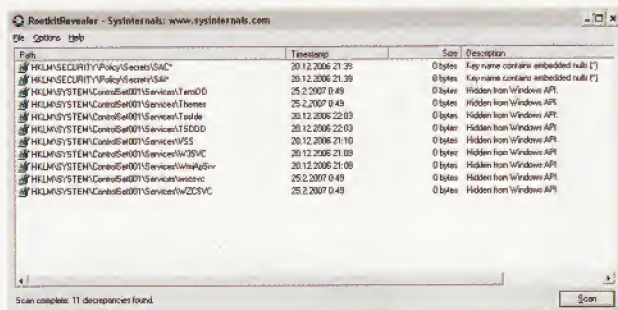 RootkitRevealer - Sysinternals: www.sysinternals.com
File Options Help
Path Timestamp Size Description
HKLM\SECURITY\Policy\Secrets\SAC* 20.12.2006 21:39 0 bytes Key name contains embedded nulls (*)
HKLM\SECURITY\Policy\Secrets\SAI* 20.12.2006 21:39 0 bytes Key name contains embedded nulls (*)
HKLM\SYSTEM\ControlSet001\Services\TermDD 25.2.2007 0:49 0 bytes Hidden from Windows API.
HKLM\SYSTEM\ControlSet001\Services\Themes 25.2.2007 0:49 0 bytes Hidden from Windows API.
HKLM\SYSTEM\ControlSet001\Services\TosIde 20.12.2006 22:03 0 bytes Hidden from Windows API.
HKLM\SYSTEM\ControlSet001\Services\TSDDD 20.12.2006 22:03 0 bytes Hidden from Windows API.
HKLM\SYSTEM\ControlSet001\Services\VSS 20.12.2006 21:10 0 bytes Hidden from Windows API.
HKLM\SYSTEM\ControlSet001\Services\W3SVC 20.12.2006 21:09 0 bytes Hidden from Windows API.
HKLM\SYSTEM\ControlSet001\Services\WmiApSrv 20.12.2006 21:08 0 bytes Hidden from Windows API.
HKLM\SYSTEM\ControlSet001\Services\wscsvc 25.2.2007 0:49 0 bytes Hidden from Windows API.
HKLM\SYSTEM\ControlSet001\Services\WZCSVC 25.2.2007 0:49 0 bytes Hidden from Windows API.
Scan complete: 11 discrepancies found.
Scan